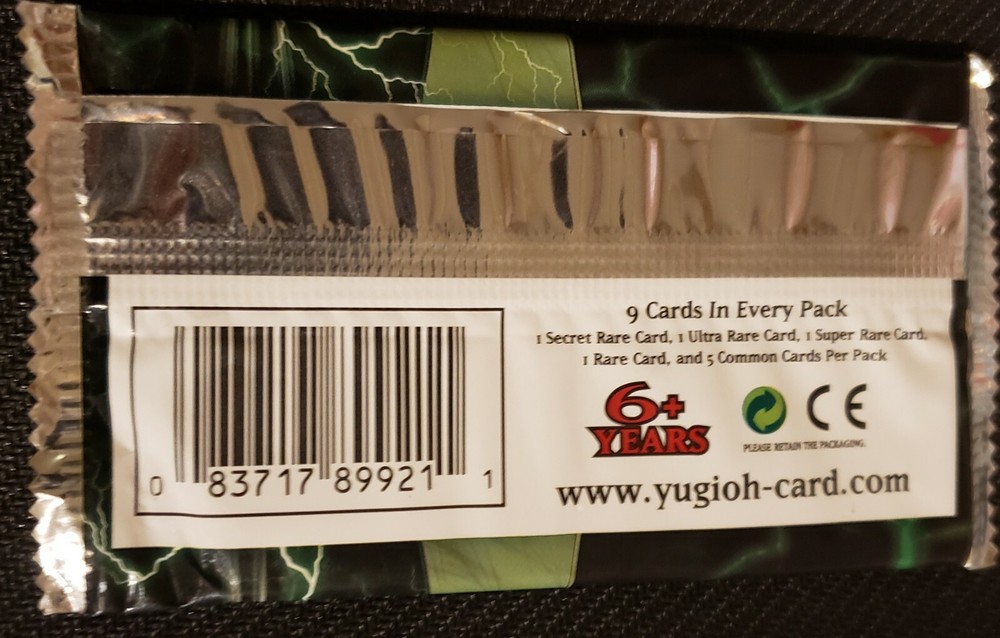 9 Cards In Every Pack
1 Secret Rare Card, 1 Ultra Rare Card, 1 Super Rare Card,
1 Rare Card, and 5 Common Cards Per Pack
6+
YEARS
CE
PLEASE RETAIN THE PACKAGING.
www.yugioh-card.com
0 83717 89921 1